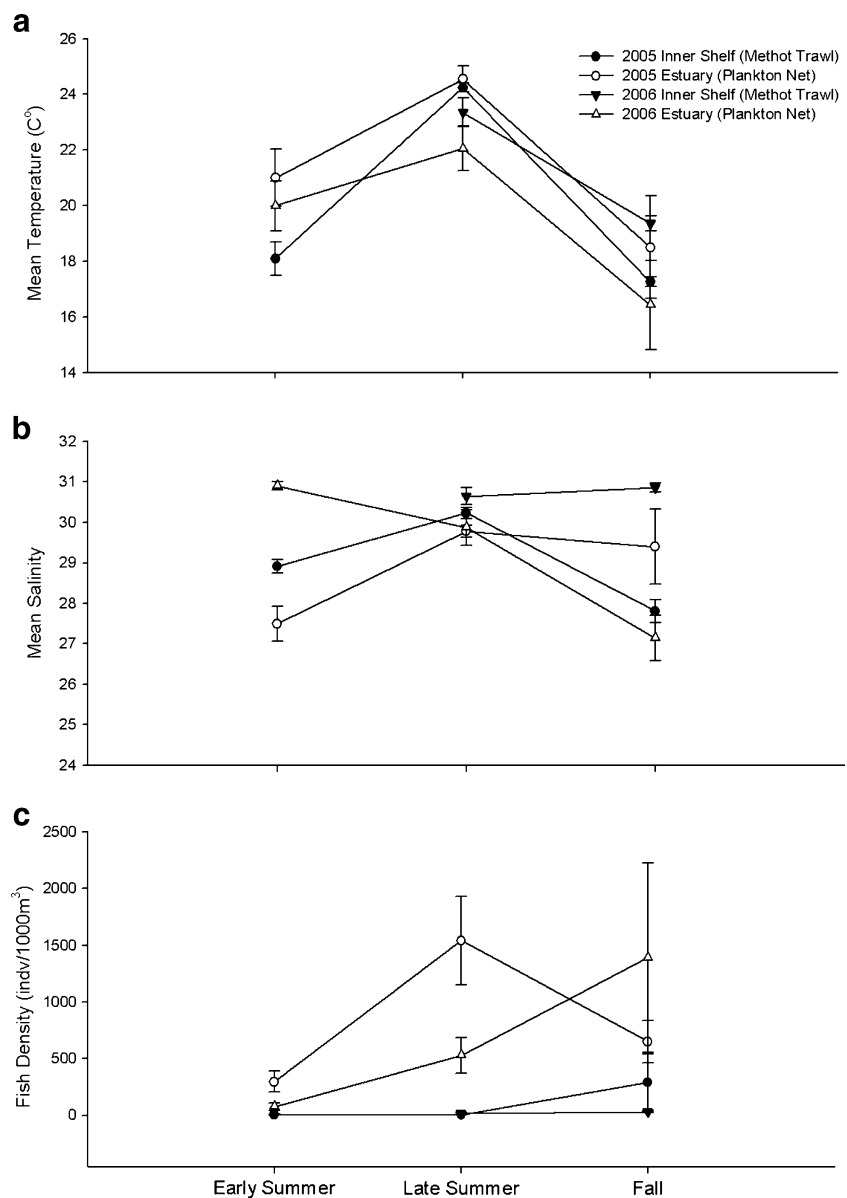 a
26
24
22
20
18
16
14
Mean Temperature (C°)
2005 Inner Shelf (Methot Trawl)
2005 Estuary (Plankton Net)
2006 Inner Shelf (Methot Trawl)
2006 Estuary (Plankton Net)
b
32
31
30
29
28
27
26
25
24
Mean Salinity
c
2500
2000
1500
1000
500
0
Fish Density (indv/1000m³)
Early Summer
Late Summer
Fall